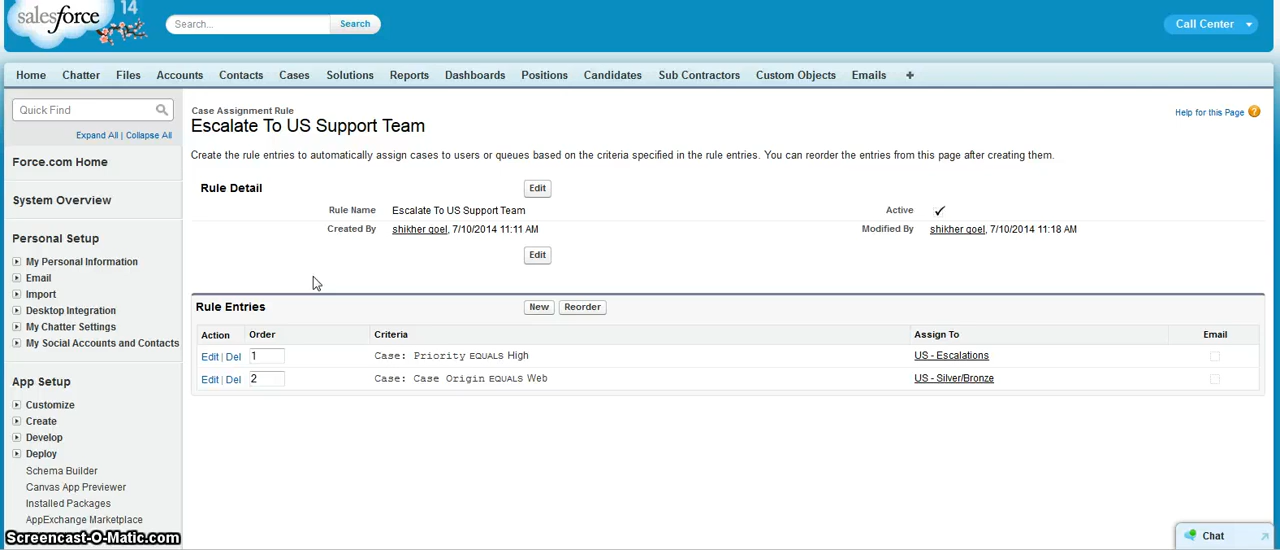 salesforce
14
Search...
Search
Call Center
Home
Chatter
Files
Accounts
Contacts
Cases
Solutions
Reports
Dashboards
Positions
Candidates
Sub Contractors
Custom Objects
Emails
+
Quick Find
Expand All | Collapse All
Force.com Home
System Overview
Personal Setup
My Personal Information
Email
Import
Desktop Integration
My Chatter Settings
My Social Accounts and Contacts
App Setup
Customize
Create
Develop
Deploy
Schema Builder
Canvas App Previewer
Installed Packages
AppExchange Marketplace
Screencast-O-Matic.com
Case Assignment Rule
Escalate To US Support Team
Help for this Page ?
Create the rule entries to automatically assign cases to users or queues based on the criteria specified in the rule entries. You can reorder the entries from this page after creating them.
Rule Detail
Edit
Rule Name Escalate To US Support Team Active
Created By shikher goel, 7/10/2014 11:11 AM Modified By shikher goel, 7/10/2014 11:18 AM
Edit
Rule Entries
New
Reorder
Action Order Criteria Assign To Email
Edit | Del 1 Case: Priority EQUALS High US - Escalations
Edit | Del 2 Case: Case Origin EQUALS Web US - Silver/Bronze
Chat